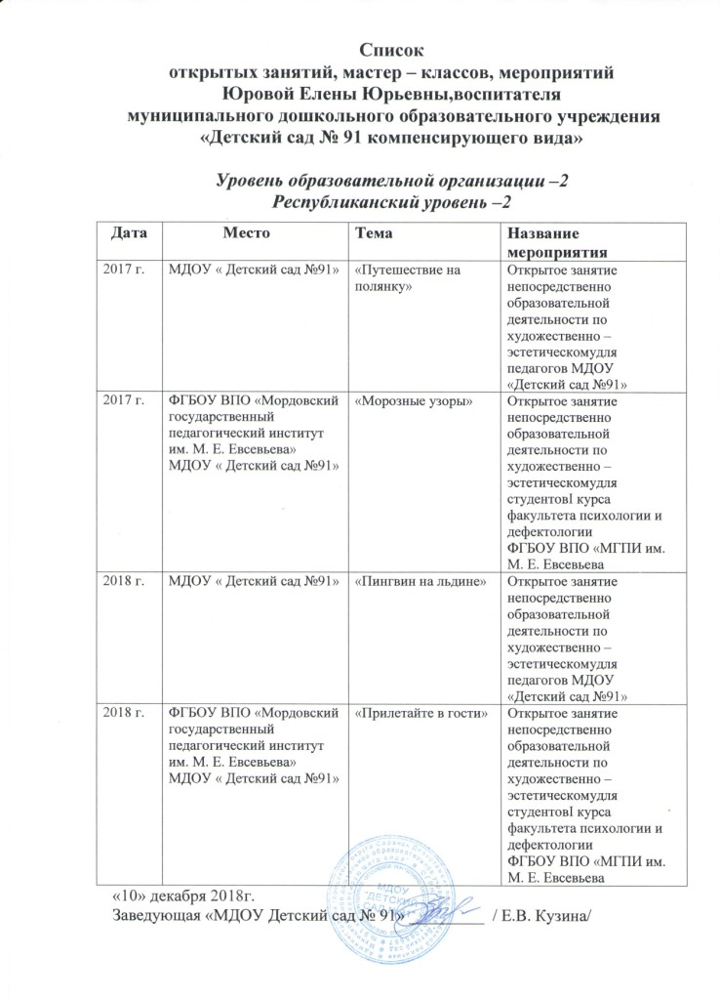 Список
открытых занятий, мастер – классов, мероприятий
Юровой Елены Юрьевны,воспитателя
муниципального дошкольного образовательного учреждения
«Детский сад № 91 компенсирующего вида»
Уровень образовательной организации –2
Республиканский уровень –2
Дата Место Тема Название
мероприятия
2017 г. МДОУ « Детский сад №91» «Путешествие на
полянку»
Открытое занятие
непосредственно
образовательной
деятельности по
художественно –
эстетическомудля
педагогов МДОУ
«Детский сад №91»
2017 г.
ФГБОУ ВПО «Мордовский
государственный
педагогический институт
им. М. Е. Евсевьева»
МДОУ « Детский сад №91»
«Морозные узоры»
Открытое занятие
непосредственно
образовательной
деятельности по
художественно –
эстетическомудля
студентовI курса
факультета психологии и
дефектологии
ФГБОУ ВПО «МГПИ им.
М. Е. Евсевьева
2018 г. МДОУ « Детский сад №91» «Пингвин на льдине»
Открытое занятие
непосредственно
образовательной
деятельности по
художественно –
эстетическомудля
педагогов МДОУ
«Детский сад №91»
2018 г.
ФГБОУ ВПО «Мордовский
государственный
педагогический институт
им. М. Е. Евсевьева»
МДОУ « Детский сад №91»
«Прилетайте в гости»
Открытое занятие
непосредственно
образовательной
деятельности по
художественно –
эстетическомудля
студентовI курса
факультета психологии и
дефектологии
ФГБОУ ВПО «МГПИ им.
М. Е. Евсевьева
«10» декабря 2018г.
Заведующая «МДОУ Детский сад № 91» __________ / Е.В. Кузина/
МДОУ
"ДЕТСКИЙ